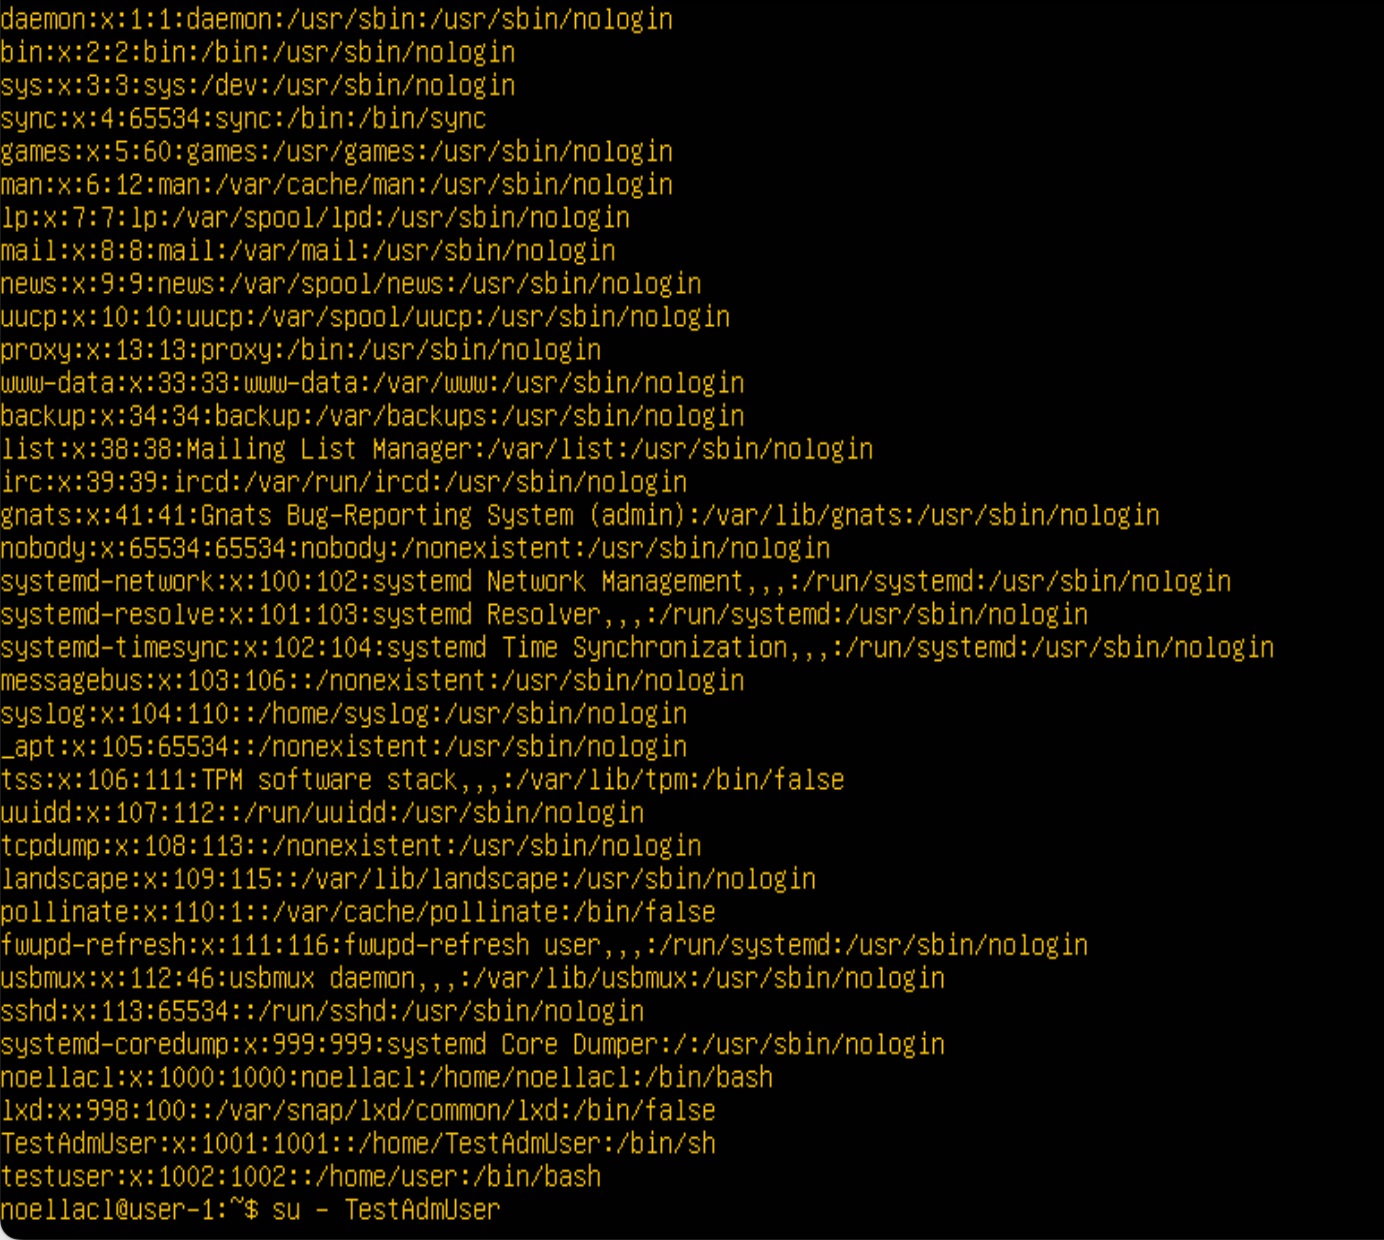 daemon:x:1:1:daemon:/usr/sbin:/usr/sbin/nologin
bin:x:2:2:bin:/bin:/usr/sbin/nologin
sys:x:3:3:sys:/dev:/usr/sbin/nologin
sync:x:4:65534:sync:/bin:/bin/sync
games:x:5:60:games:/usr/games:/usr/sbin/nologin
man:x:6:12:man:/var/cache/man:/usr/sbin/nologin
lp:x:7:7:lp:/var/spool/lpd:/usr/sbin/nologin
mail:x:8:8:mail:/var/mail:/usr/sbin/nologin
news:x:9:9:news:/var/spool/news:/usr/sbin/nologin
uucp:x:10:10:uucp:/var/spool/uucp:/usr/sbin/nologin
proxy:x:13:13:proxy:/bin:/usr/sbin/nologin
www-data:x:33:33:www-data:/var/www:/usr/sbin/nologin
backup:x:34:34:backup:/var/backups:/usr/sbin/nologin
list:x:38:38:Mailing List Manager:/var/list:/usr/sbin/nologin
irc:x:39:39:ircd:/var/run/ircd:/usr/sbin/nologin
gnats:x:41:41:Gnats Bug-Reporting System (admin):/var/lib/gnats:/usr/sbin/nologin
nobody:x:65534:65534:nobody:/nonexistent:/usr/sbin/nologin
systemd-network:x:100:102:systemd Network Management,,,:/run/systemd:/usr/sbin/nologin
systemd-resolve:x:101:103:systemd Resolver,,,:/run/systemd:/usr/sbin/nologin
systemd-timesync:x:102:104:systemd Time Synchronization,,,:/run/systemd:/usr/sbin/nologin
messagebus:x:103:106::/nonexistent:/usr/sbin/nologin
syslog:x:104:110::/home/syslog:/usr/sbin/nologin
_apt:x:105:65534::/nonexistent:/usr/sbin/nologin
tss:x:106:111:TPM software stack,,,:/var/lib/tpm:/bin/false
uuidd:x:107:112::/run/uuidd:/usr/sbin/nologin
tcpdump:x:108:113::/nonexistent:/usr/sbin/nologin
landscape:x:109:115::/var/lib/landscape:/usr/sbin/nologin
pollinate:x:110:1::/var/cache/pollinate:/bin/false
fwupd-refresh:x:111:116:fwupd-refresh user,,,:/run/systemd:/usr/sbin/nologin
usbmux:x:112:46:usbmux daemon,,,:/var/lib/usbmux:/usr/sbin/nologin
sshd:x:113:65534::/run/sshd:/usr/sbin/nologin
systemd-coredump:x:999:999:systemd Core Dumper:/:/usr/sbin/nologin
noellacl:x:1000:1000:noellacl:/home/noellacl:/bin/bash
lxd:x:998:100::/var/snap/lxd/common/lxd:/bin/false
TestAdmUser:x:1001:1001::/home/TestAdmUser:/bin/sh
testuser:x:1002:1002::/home/user:/bin/bash
noellacl@user-1:~$ su - TestAdmUser